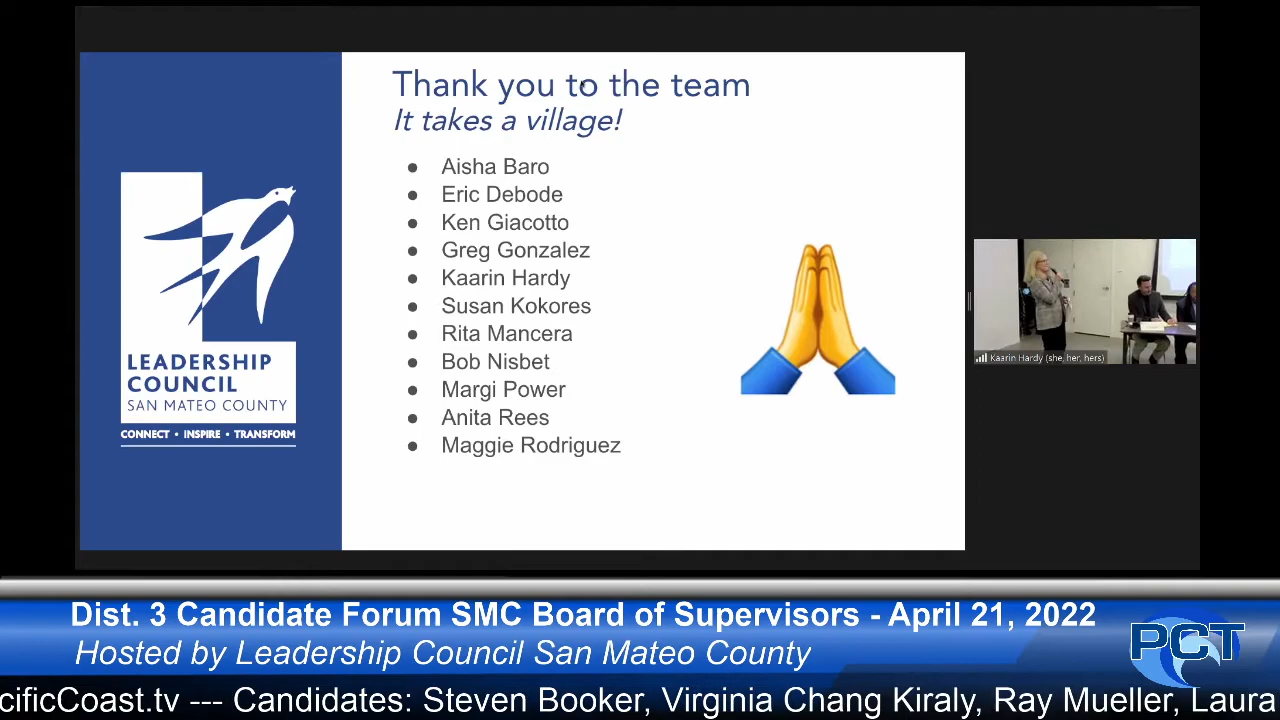 Thank you to the team
It takes a village!
● Aisha Baro
● Eric Debode
● Ken Giacotto
● Greg Gonzalez
● Kaarin Hardy
● Susan Kokores
● Rita Mancera
● Bob Nisbet
● Margi Power
● Anita Rees
● Maggie Rodriguez
LEADERSHIP
COUNCIL
SAN MATEO COUNTY
CONNECT • INSPIRE • TRANSFORM
Kaarin Hardy (she, her, hers)
Dist. 3 Candidate Forum SMC Board of Supervisors - April 21, 2022
Hosted by Leadership Council San Mateo County
PCT
cificCoast.tv --- Candidates: Steven Booker, Virginia Chang Kiraly, Ray Mueller, Laura